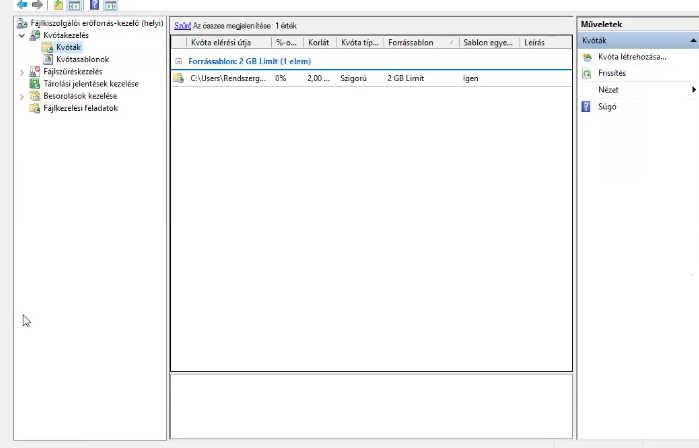 Fájlkiszolgálói erőforrás-kezelő (helyi)
Kvótakezelés
Kvóták
Kvótasablonok
Fájlszűréskezelés
Tárolási jelentések kezelése
Besorolások kezelése
Fájlkezelési feladatok
Szűrő: Az összes megjelenítése : 1 érték
Kvóta elérési útja %-o... Korlát Kvóta típ... Forrássablon Sablon egye... Leírás
Forrássablon: 2 GB Limit (1 elem)
C:\Users\Rendszerg... 0% 2,00 ... Szigorú 2 GB Limit Igen
Műveletek
Kvóták
Kvóta létrehozása...
Frissítés
Nézet
Súgó